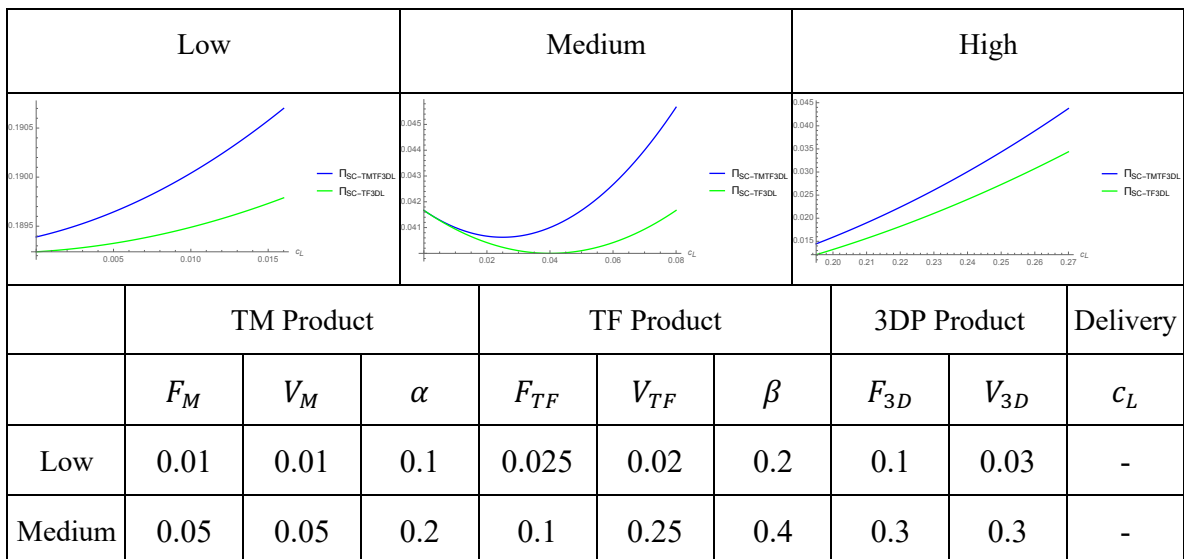 Low Medium High
0.1905
0.1900
0.1895
0.005 0.010 0.015 c_L
Π_SC−TMTF3DL
Π_SC−TF3DL
0.045
0.044
0.043
0.042
0.041
0.02 0.04 0.06 0.08 c_L
Π_SC−TMTF3DL
Π_SC−TF3DL
0.045
0.040
0.035
0.030
0.025
0.020
0.015
0.20 0.21 0.22 0.23 0.24 0.25 0.26 0.27 c_L
Π_SC−TMTF3DL
Π_SC−TF3DL
TM Product TF Product 3DP Product Delivery
F_M V_M α F_TF V_TF β F_3D V_3D c_L
Low 0.01 0.01 0.1 0.025 0.02 0.2 0.1 0.03 -
Medium 0.05 0.05 0.2 0.1 0.25 0.4 0.3 0.3 -